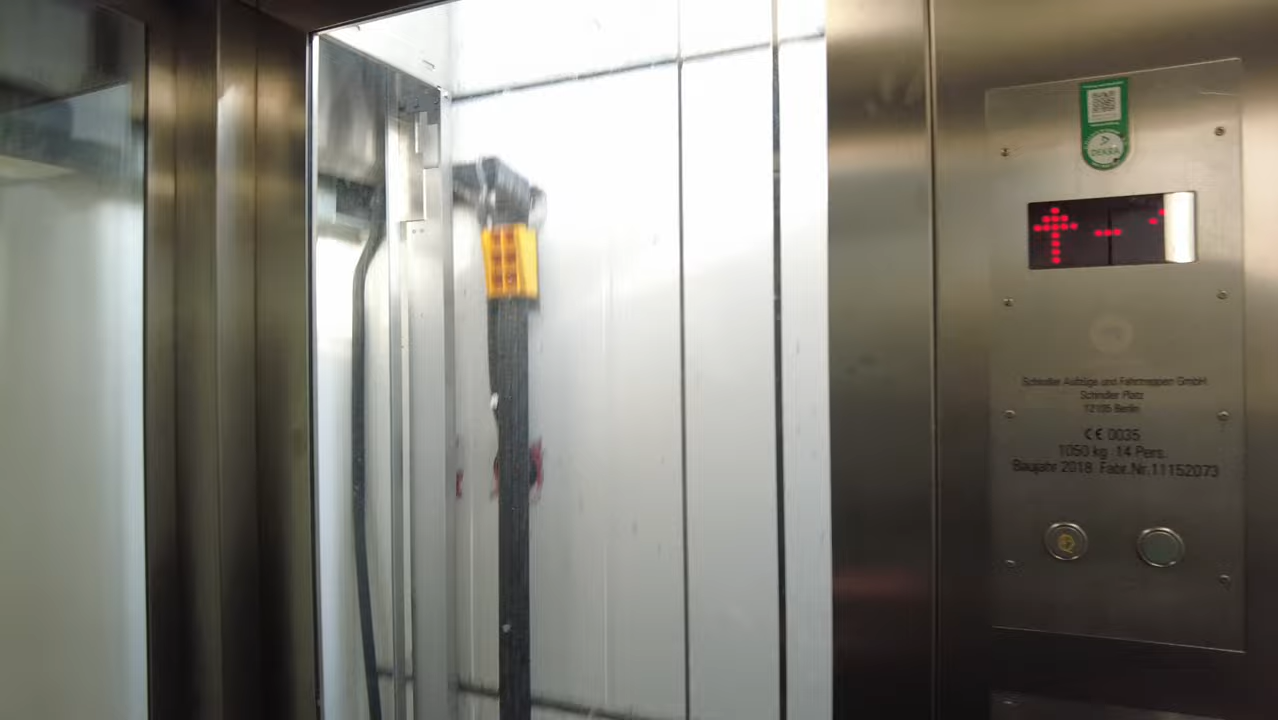 DEKRA
Schindler Aufzüge und Fahrtreppen GmbH
Schindler Platz
12105 Berlin
CE 0035
1050 kg 14 Pers.
Baujahr 2018 Fabr.Nr.11152073